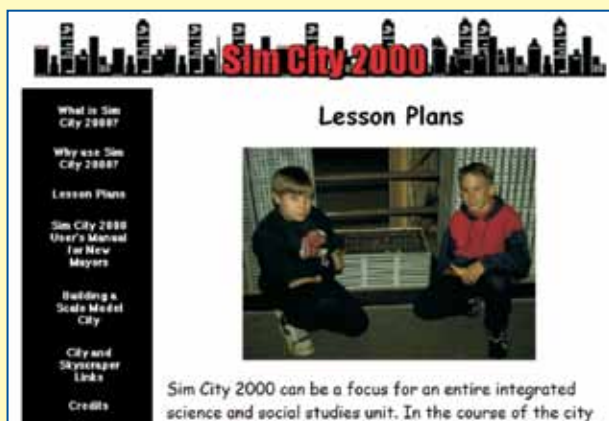 Sim City 2000
What is Sim
City 2000?
Why use Sim
City 2000?
Lesson Plans
Sim City 2000
User's Manual
for New
Mayors
Building a
Scale Model
City
City and
Skyscraper
Links
Credits
Lesson Plans
Sim City 2000 can be a focus for an entire integrated
science and social studies unit. In the course of the city